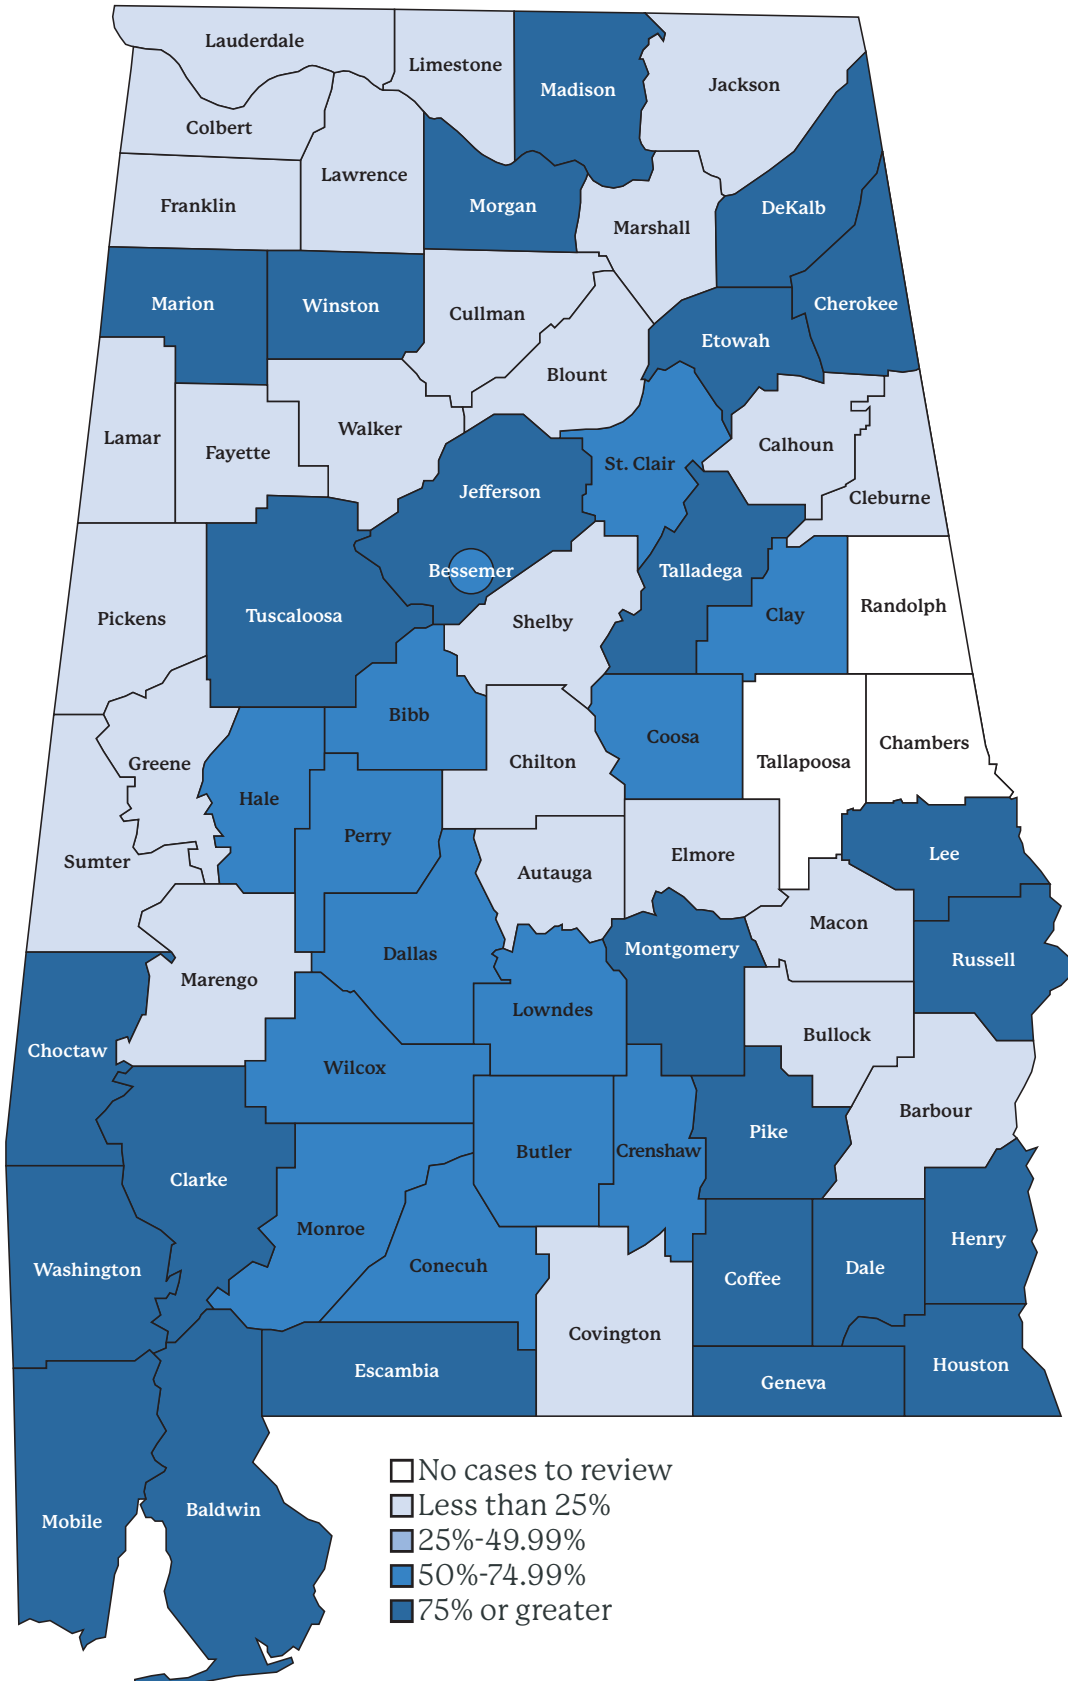 Lauderdale
Limestone
Madison
Jackson
Colbert
Lawrence
Franklin
Morgan
DeKalb
Marshall
Marion
Winston
Cullman
Cherokee
Etowah
Blount
Lamar
Fayette
Walker
Calhoun
St. Clair
Jefferson
Cleburne
Bessemer
Talladega
Pickens
Tuscaloosa
Shelby
Clay
Randolph
Bibb
Coosa
Chambers
Greene
Chilton
Tallapoosa
Hale
Perry
Sumter
Autauga
Elmore
Lee
Macon
Dallas
Montgomery
Russell
Marengo
Lowndes
Bullock
Choctaw
Wilcox
Barbour
Pike
Butler
Crenshaw
Clarke
Monroe
Henry
Washington
Conecuh
Coffee
Dale
Covington
Escambia
Geneva
Houston
Mobile
Baldwin
No cases to review
Less than 25%
25%-49.99%
50%-74.99%
75% or greater